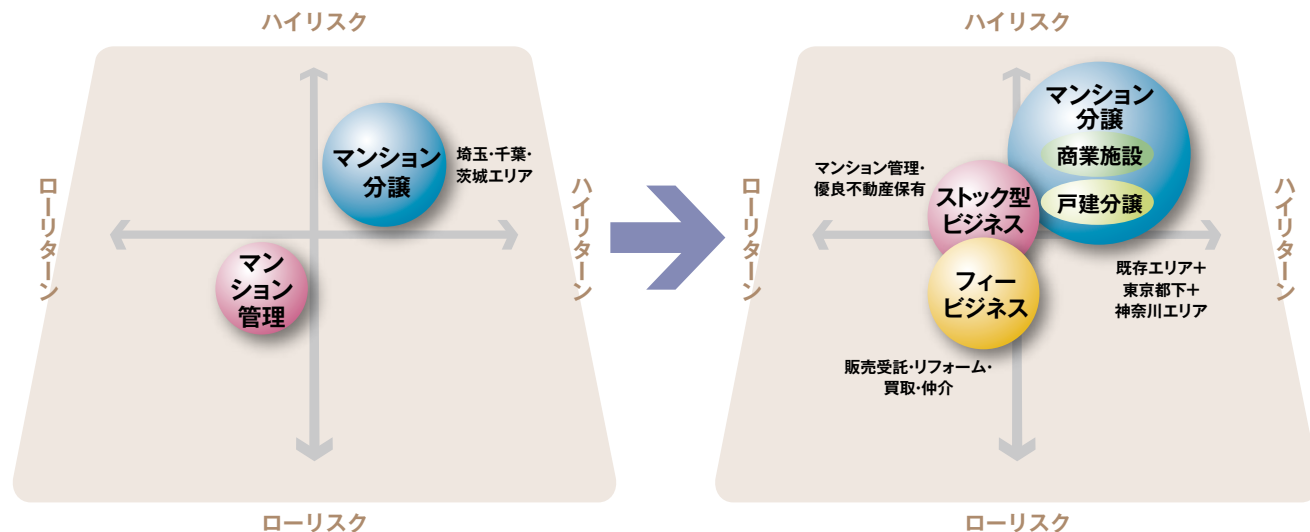 ハイリスク
ローリターン
マンション
分譲
埼玉・千葉・
茨城エリア
ハイリターン
マン
ション
管理
ローリスク
ハイリスク
ローリターン
マンション
分譲
商業施設
戸建分譲
マンション管理・
優良不動産保有
ストック型
ビジネス
ハイリターン
フィー
ビジネス
既存エリア＋
東京都下＋
神奈川エリア
販売受託・リフォーム・
買取・仲介
ローリスク